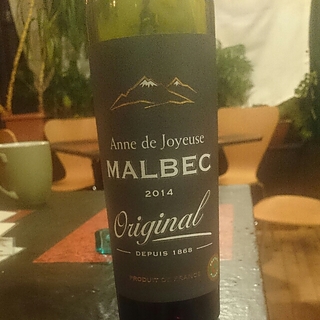 Anne de Joyeuse
MALBEC
2014
Original
DEPUIS 1868
PRODUIT DE FRANCE